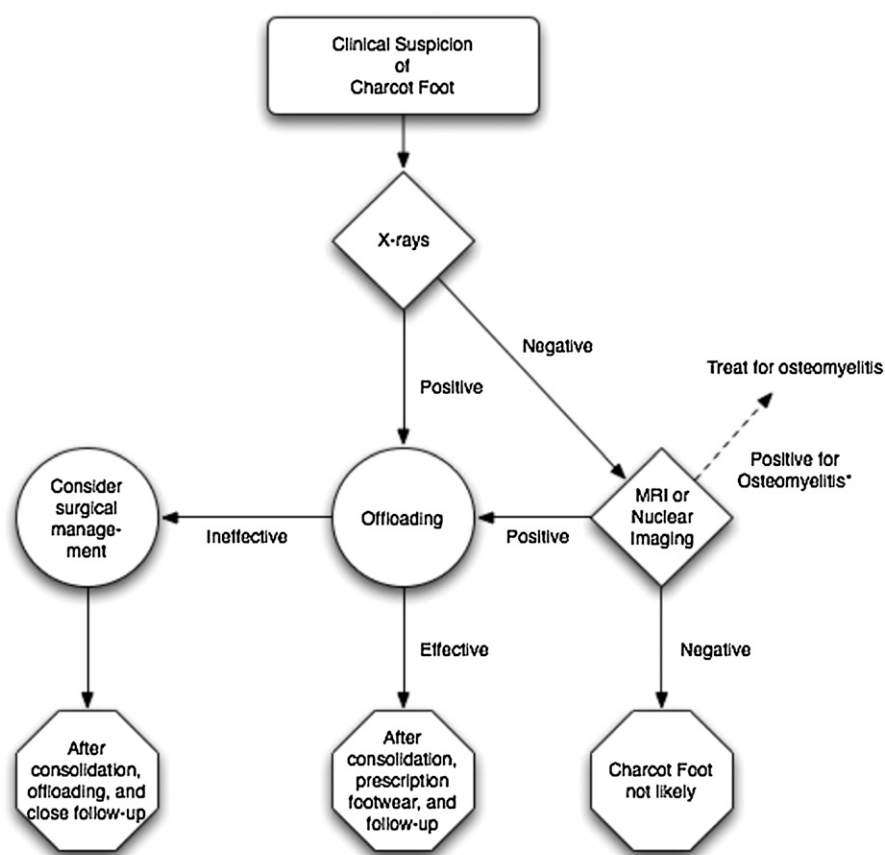 Clinical Suspicion
of
Charcot Foot
X-rays
Negative
Positive
Treat for osteomyelitis
Positive for
Osteomyelitis*
Consider
surgical
manage-
ment
Ineffective
Offloading
Positive
MRI or
Nuclear
Imaging
Effective
Negative
After
consolidation,
offloading, and
close follow-up
After
consolidation,
prescription
footwear, and
follow-up
Charcot Foot
not likely